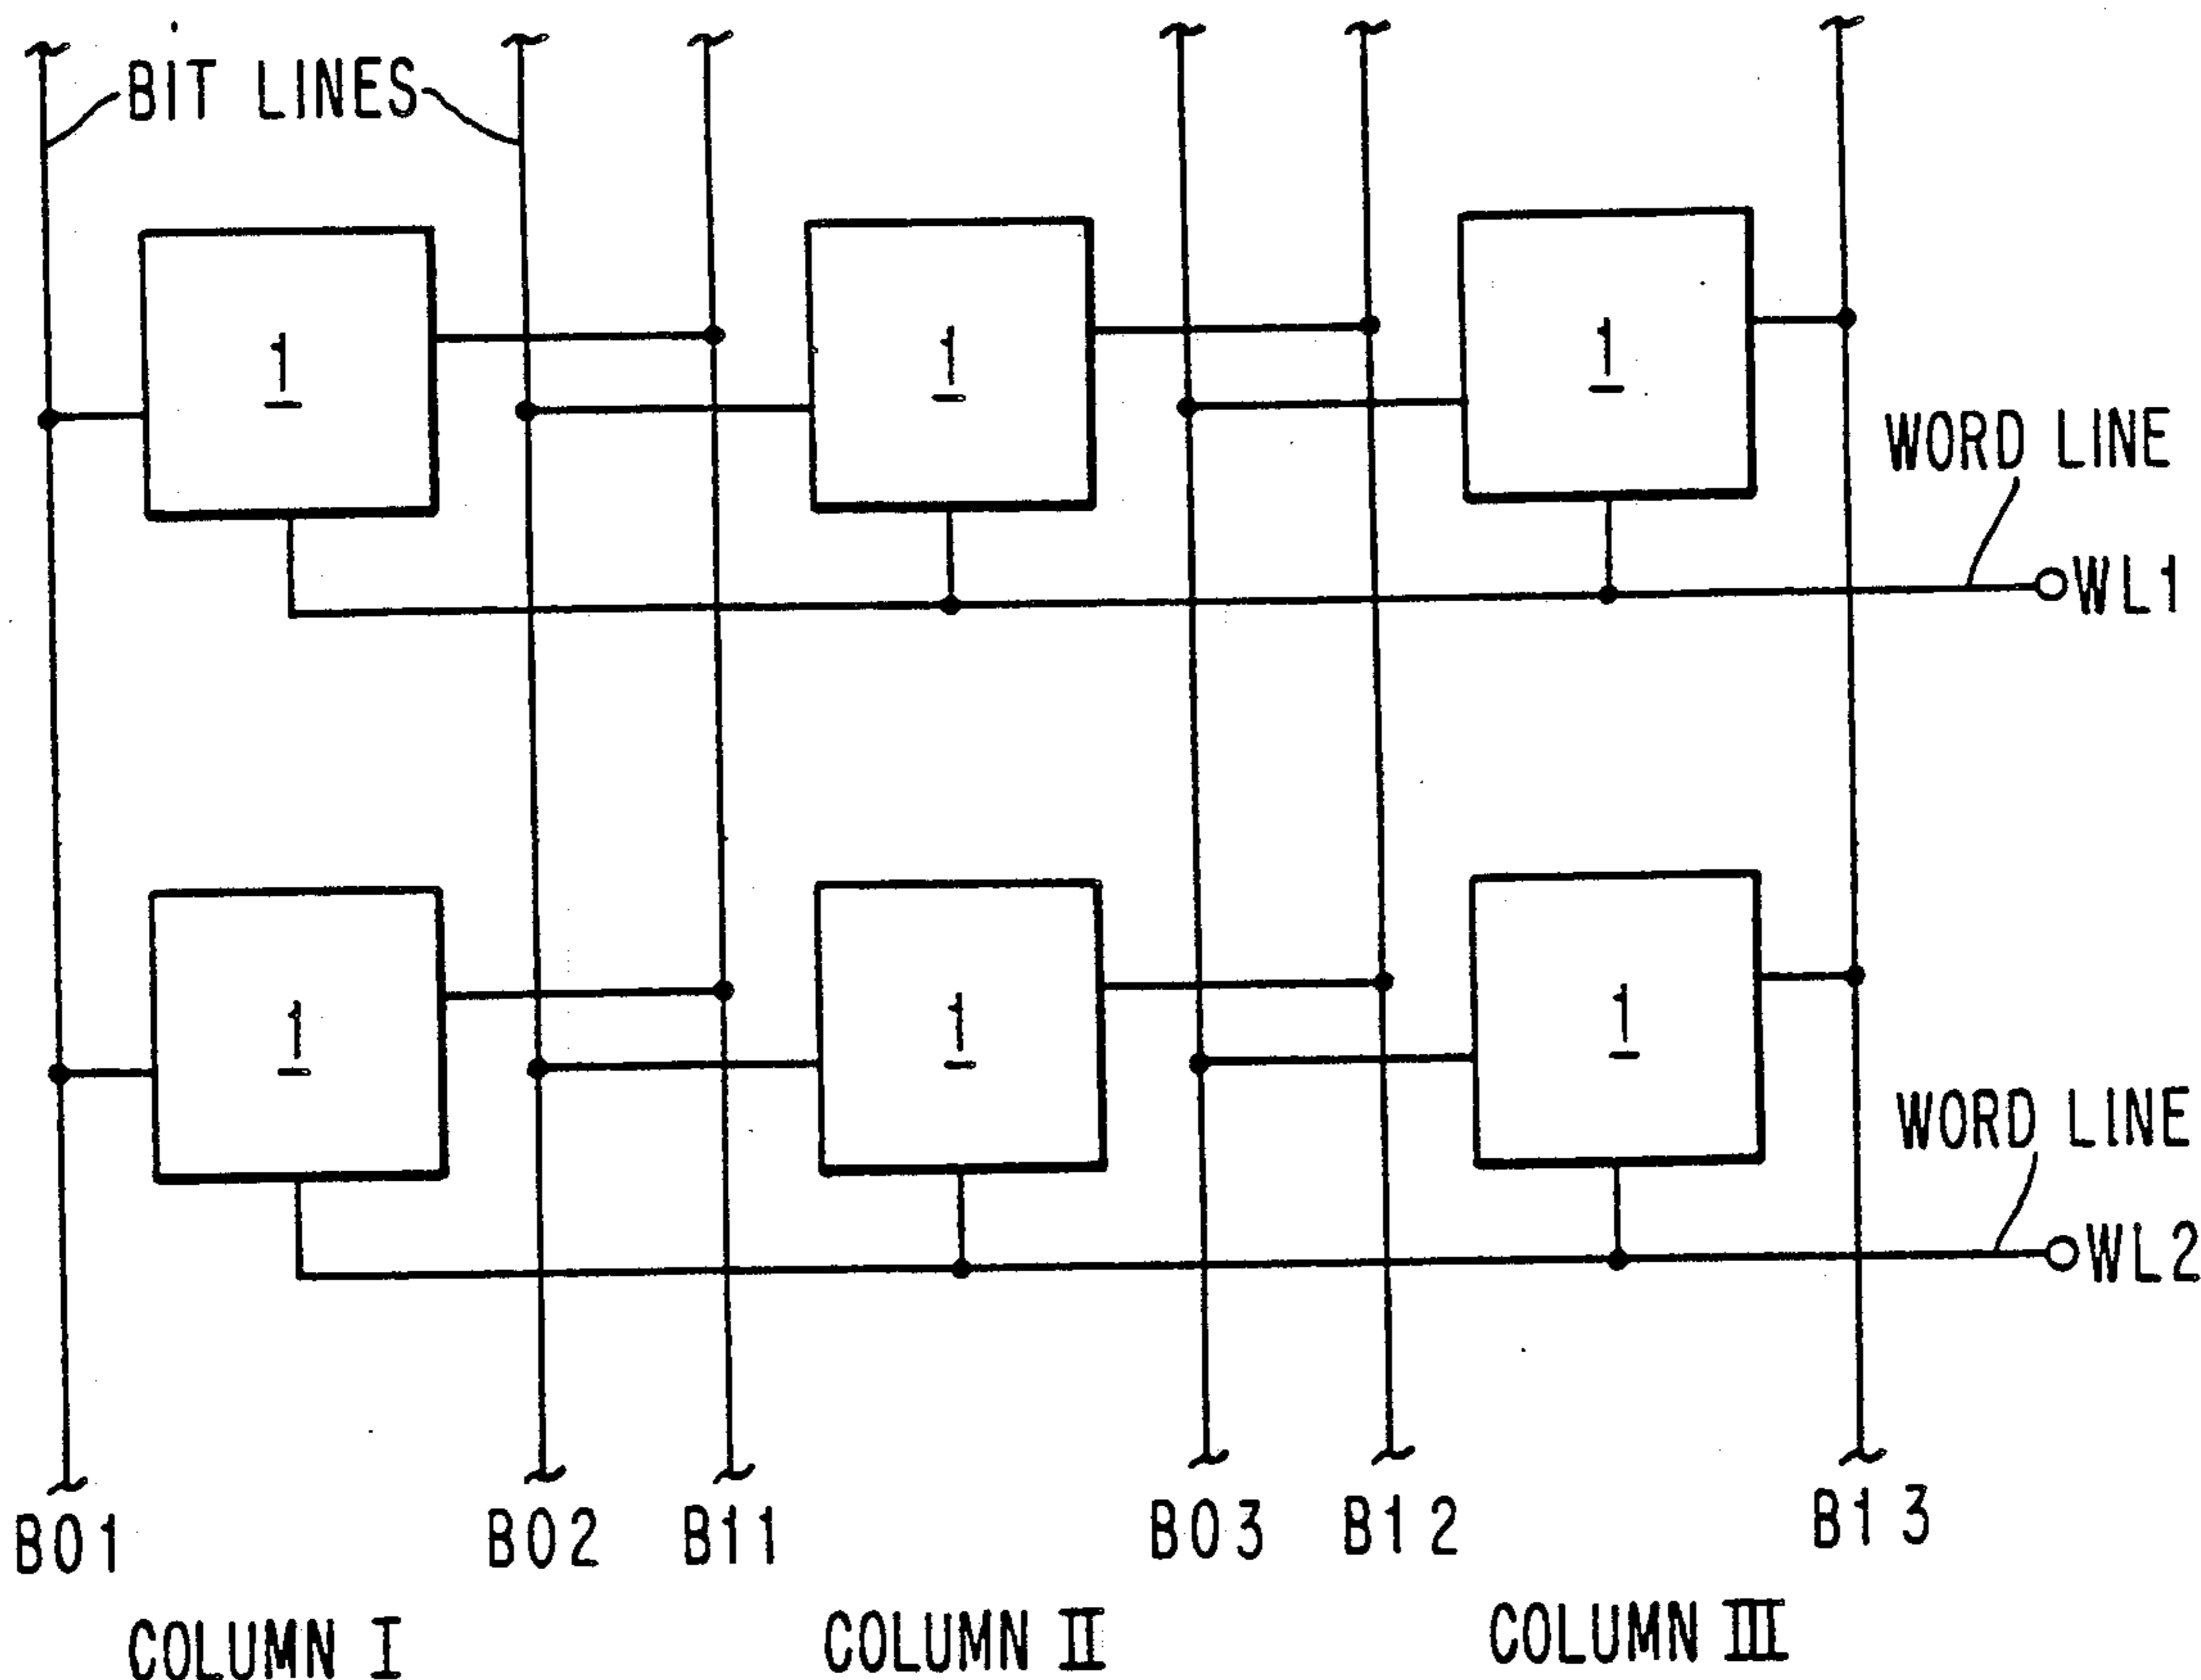 BIT LINES
1 1 1
WORD LINE
WL1
1 1 1
WORD LINE
WL2
B01 B02 B11 B03 B12 B13
COLUMN I COLUMN II COLUMN III